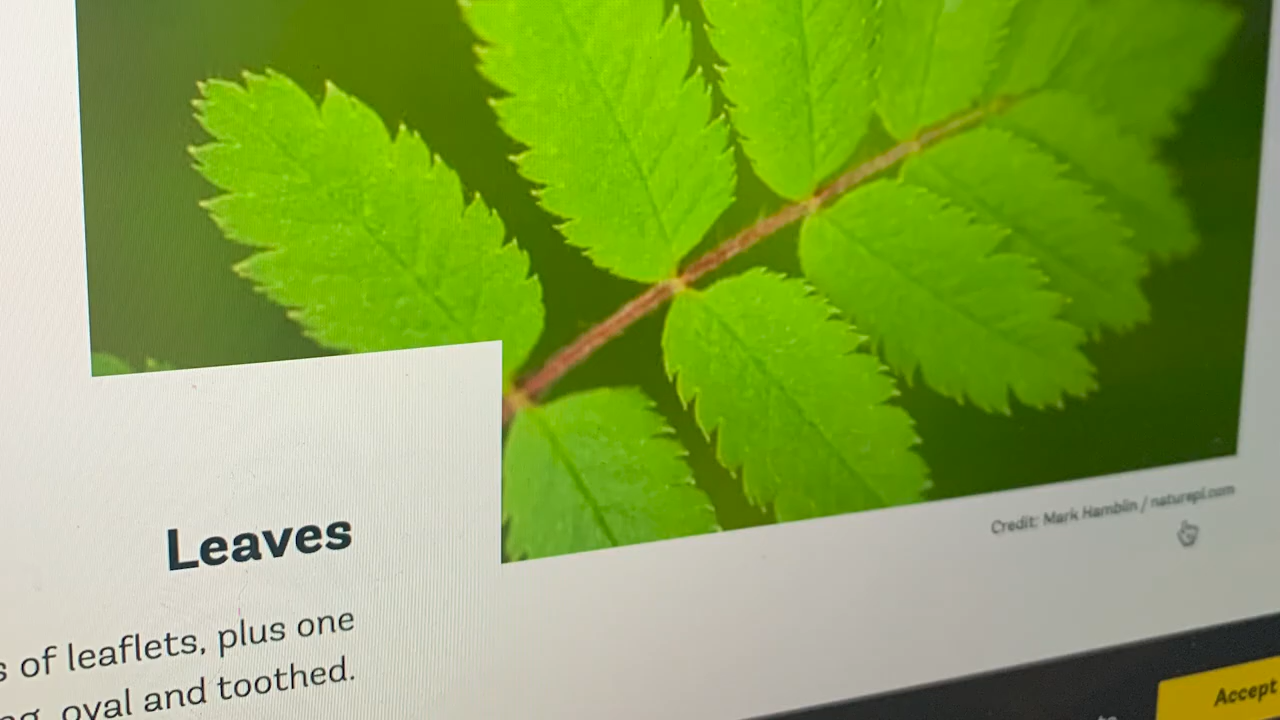 Credit: Mark Hamblin / naturepl.com
Leaves
s of leaflets, plus one
oval and toothed.
Accept